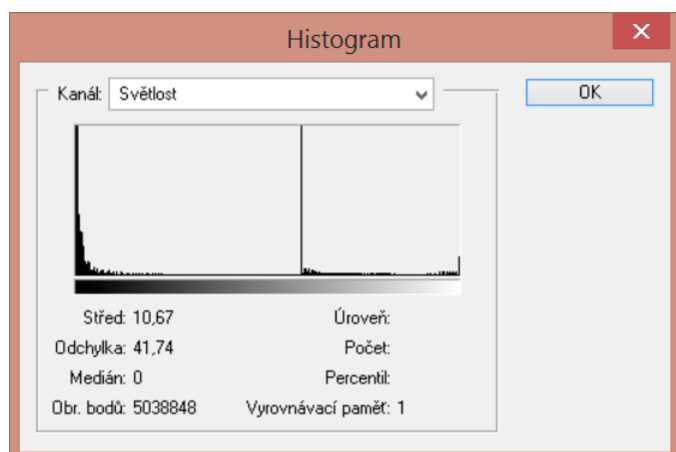 Histogram
Kanál: Světlost
OK
Střed: 10,67 Úroveň:
Odchylka: 41,74 Počet:
Medián: 0 Percentil:
Obr. bodů: 5038848 Vyrovnávací paměť: 1